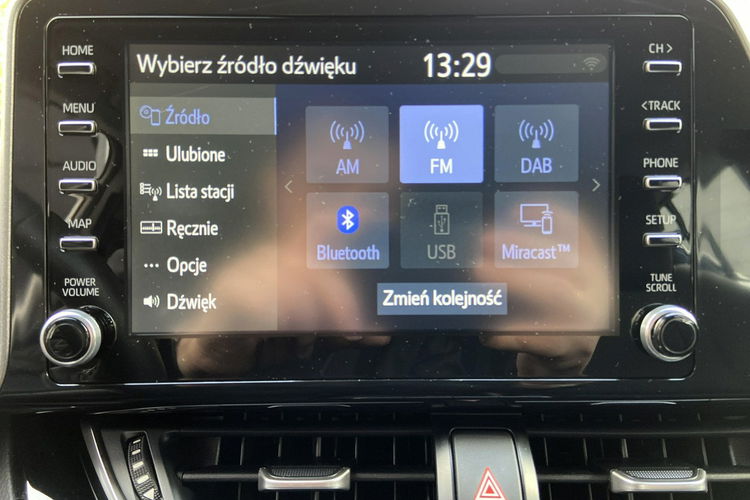 HOME
MENU
AUDIO
MAP
POWER
VOLUME
Wybierz źródło dźwięku 13:29
Źródło
Ulubione
Lista stacji
Ręcznie
Opcje
Dźwięk
AM FM DAB
Bluetooth USB Miracast™
Zmień kolejność
CH >
< TRACK
PHONE
SETUP
TUNE
SCROLL